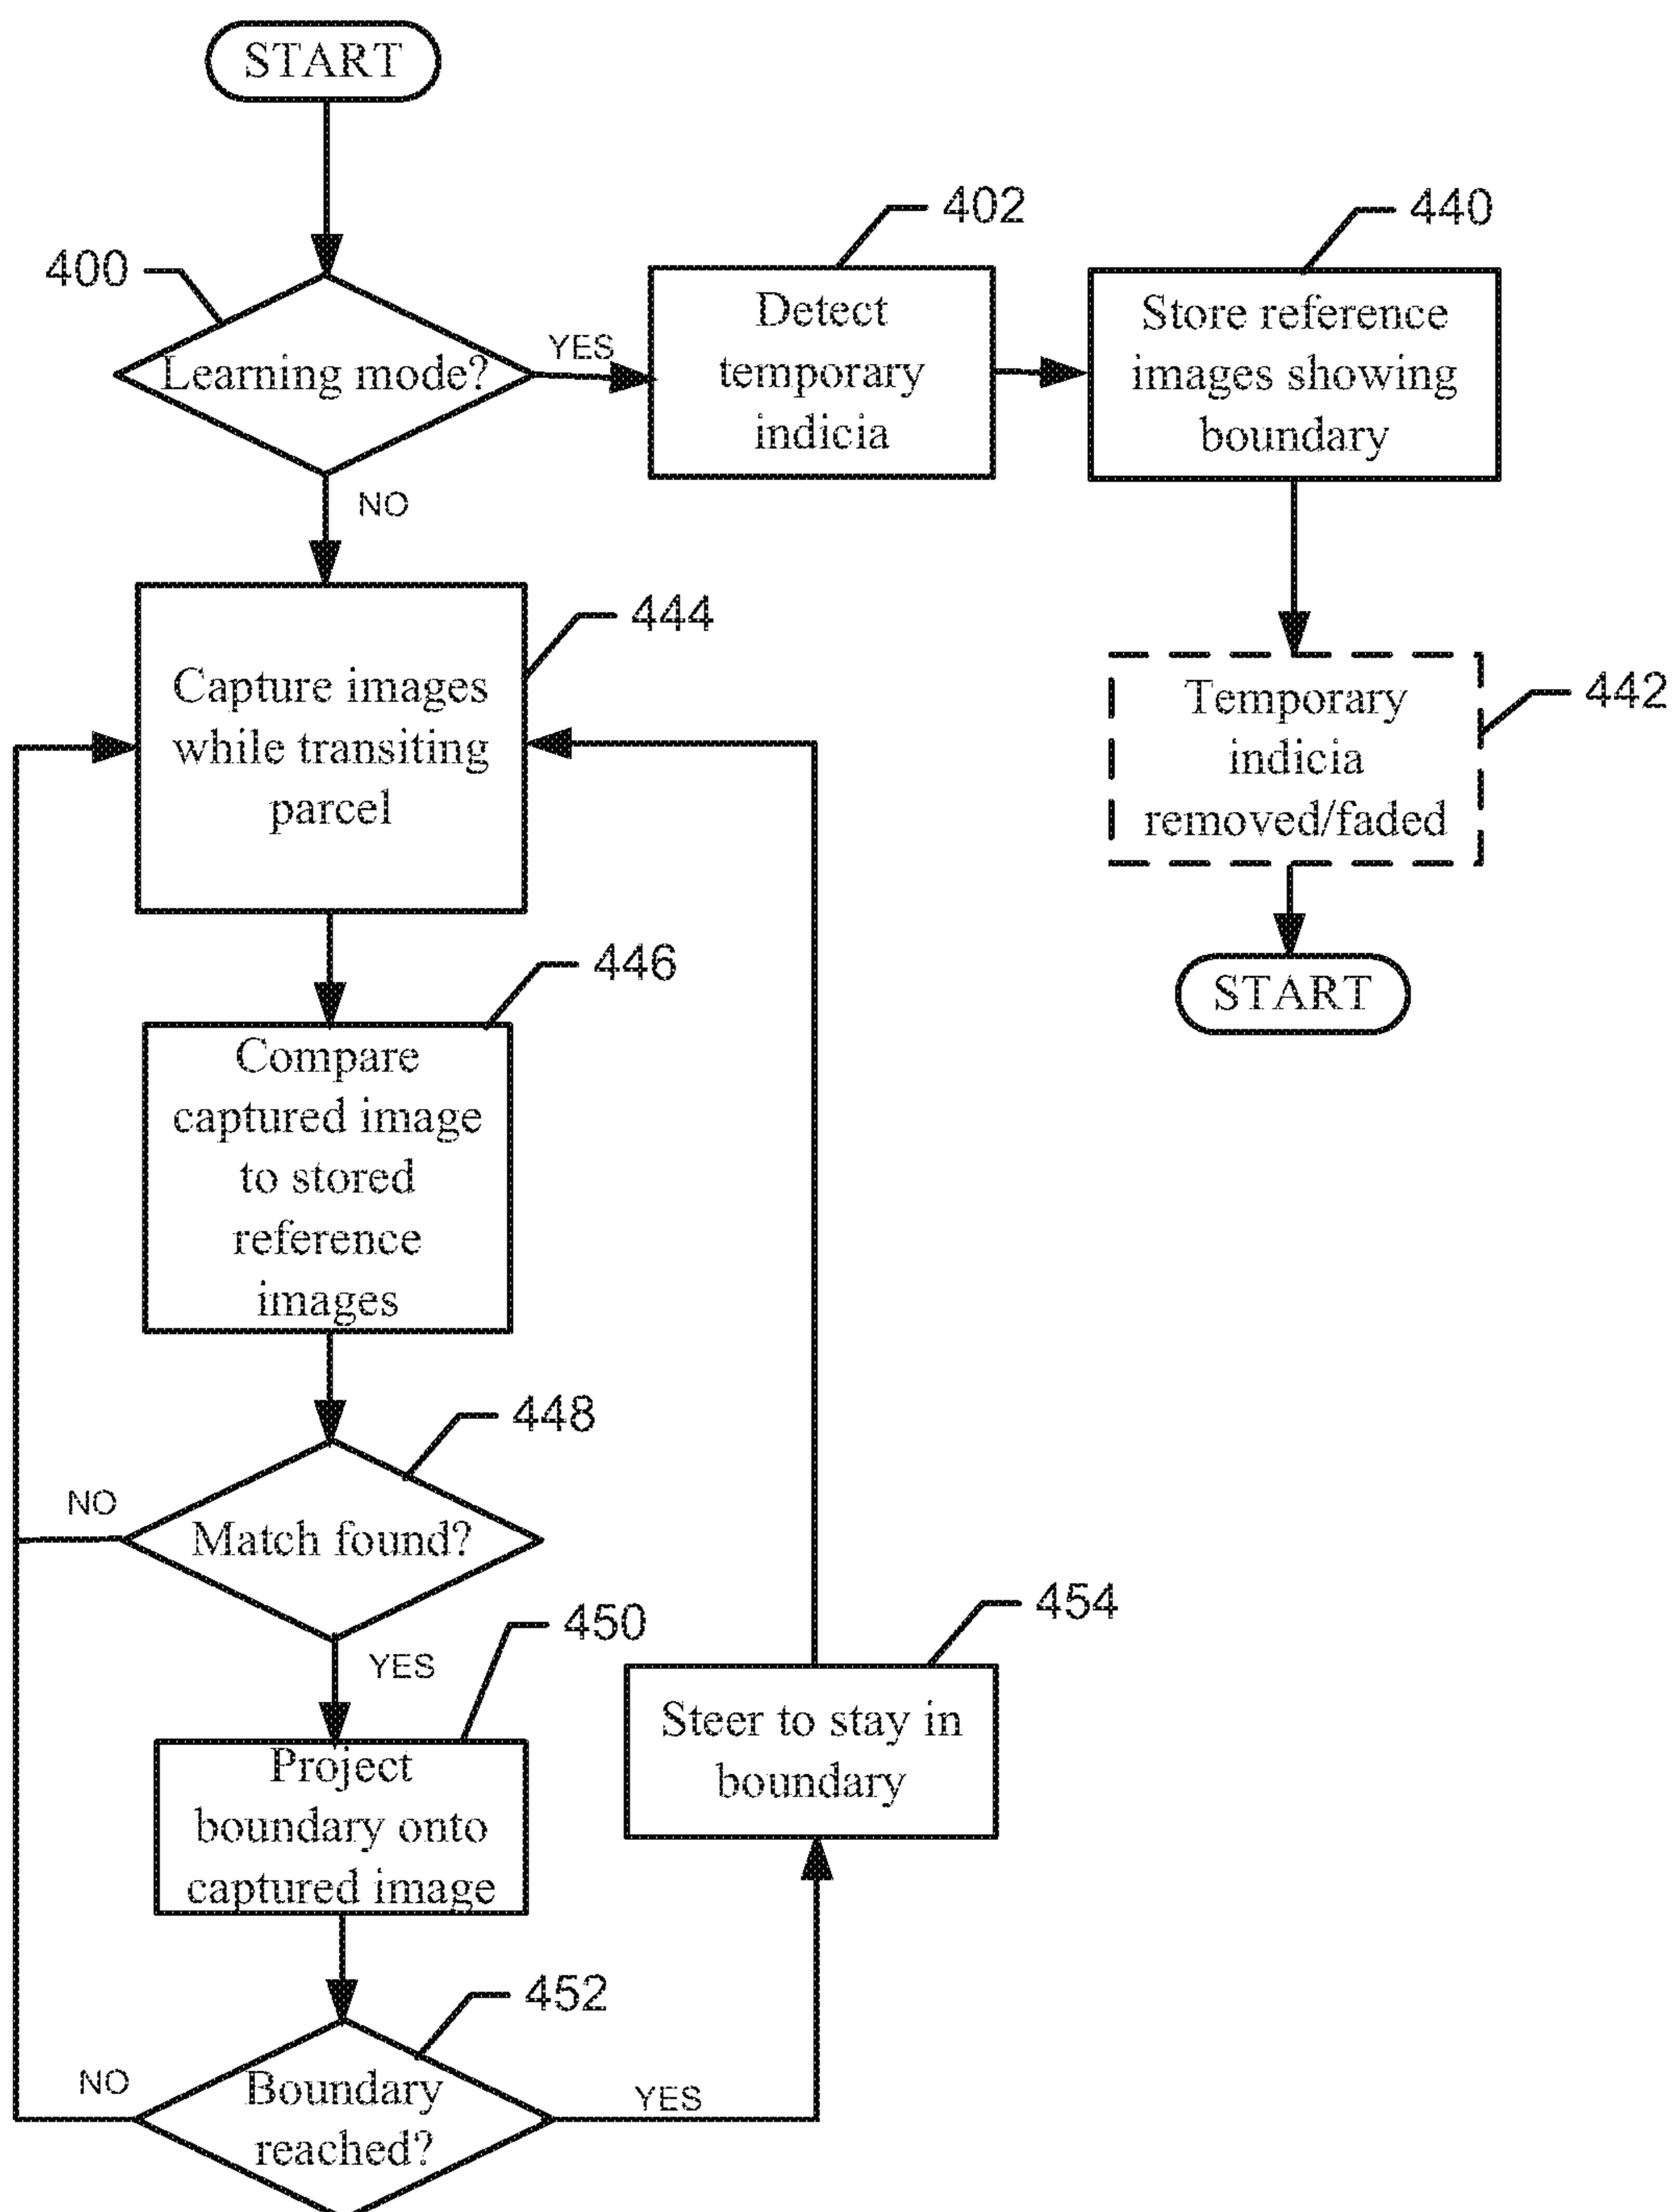 START
400
Learning mode?
YES
NO
402
Detect
temporary
indicia
440
Store reference
images showing
boundary
442
Temporary
indicia
removed/faded
START
444
Capture images
while transiting
parcel
446
Compare
captured image
to stored
reference
images
448
Match found?
NO
YES
450
Project
boundary onto
captured image
452
Boundary
reached?
NO
YES
454
Steer to stay in
boundary